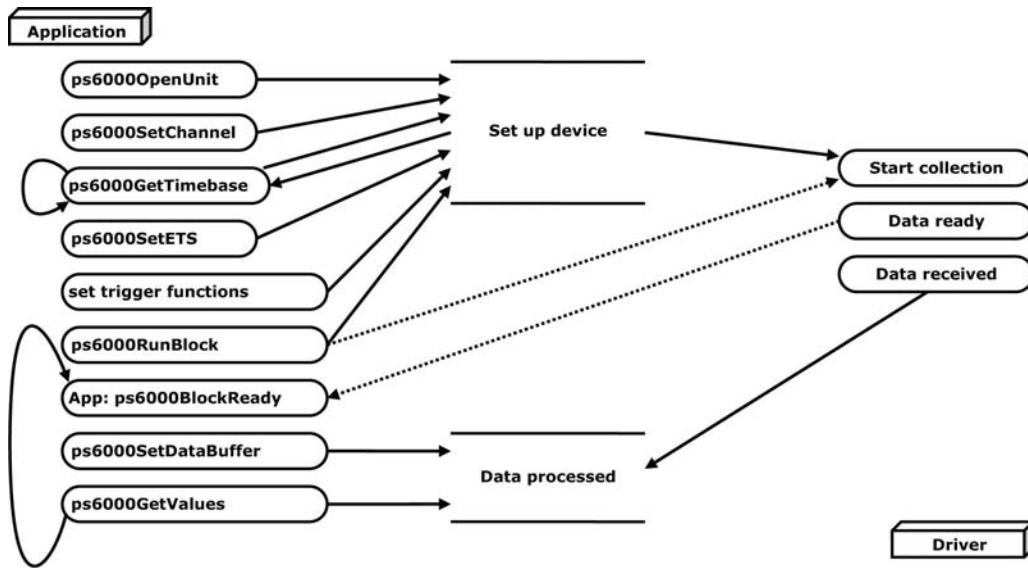 Application
ps6000OpenUnit
ps6000SetChannel
Set up device
ps6000GetTimebase
Start collection
ps6000SetETS
Data ready
Data received
set trigger functions
ps6000RunBlock
App: ps6000BlockReady
ps6000SetDataBuffer
Data processed
ps6000GetValues
Driver